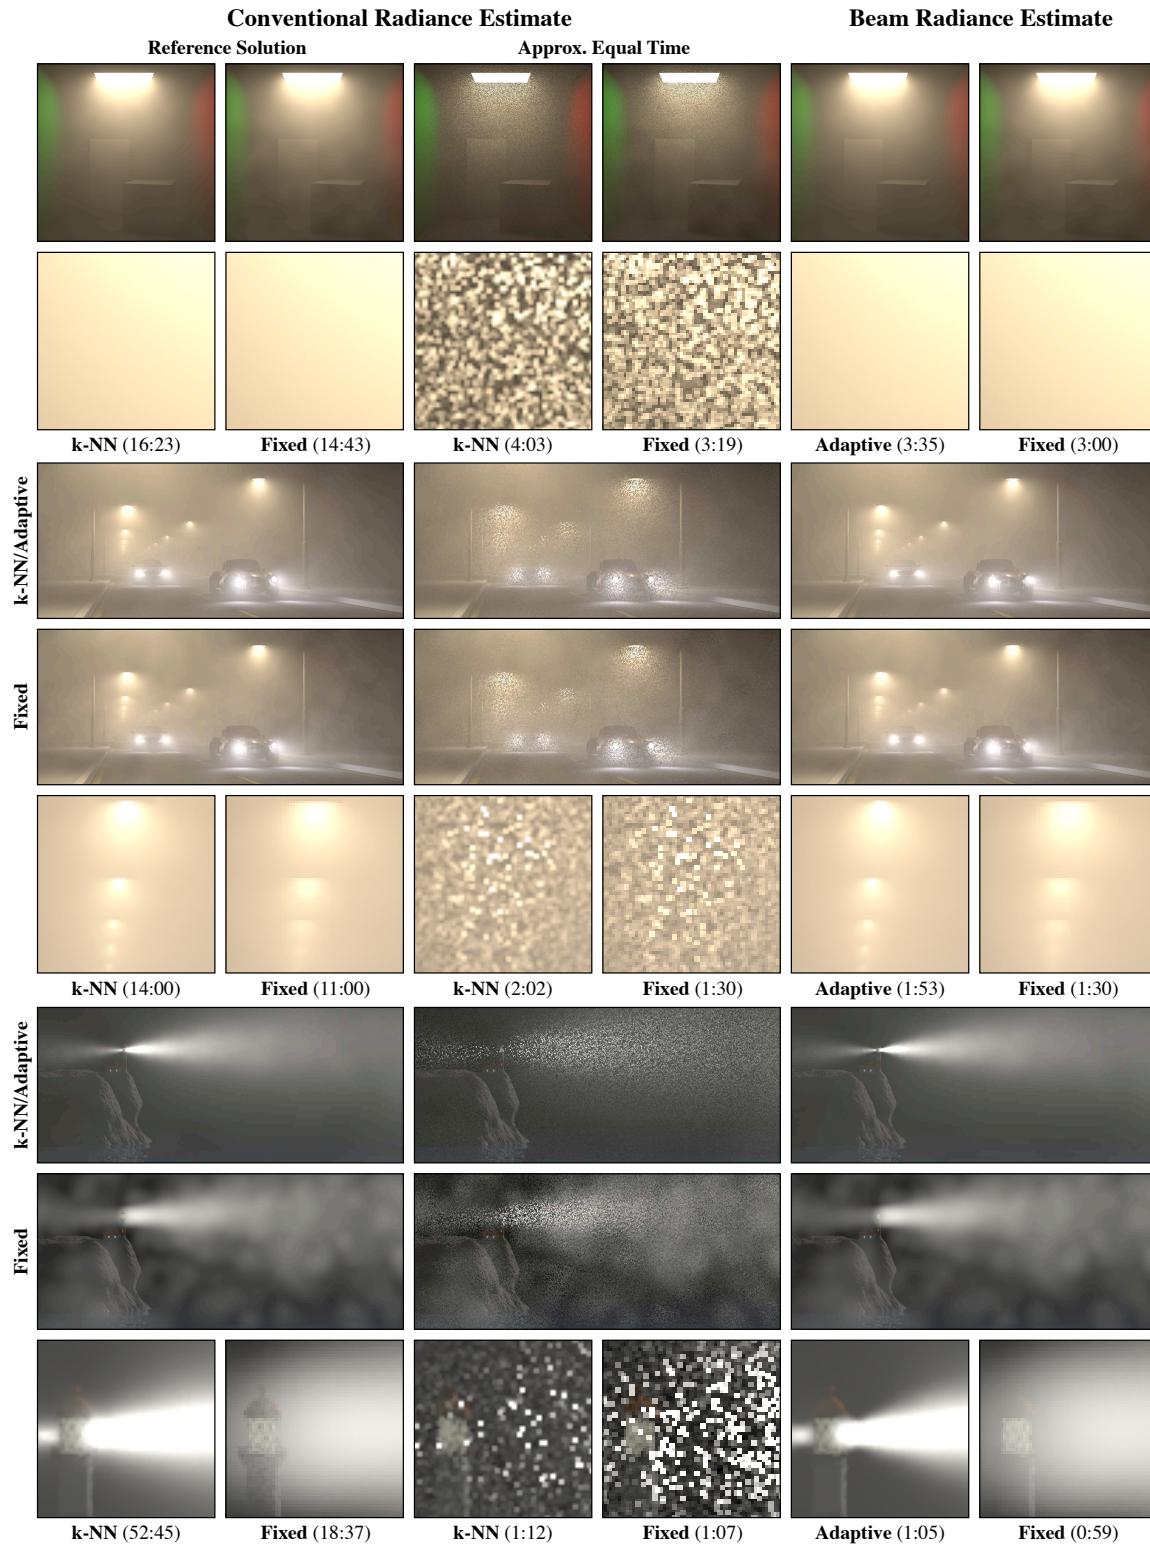 Conventional Radiance Estimate
Beam Radiance Estimate
Reference Solution
Approx. Equal Time
k-NN (16:23)
Fixed (14:43)
k-NN (4:03)
Fixed (3:19)
Adaptive (3:35)
Fixed (3:00)
k-NN/Adaptive
Fixed
k-NN (14:00)
Fixed (11:00)
k-NN (2:02)
Fixed (1:30)
Adaptive (1:53)
Fixed (1:30)
k-NN/Adaptive
Fixed
k-NN (52:45)
Fixed (18:37)
k-NN (1:12)
Fixed (1:07)
Adaptive (1:05)
Fixed (0:59)